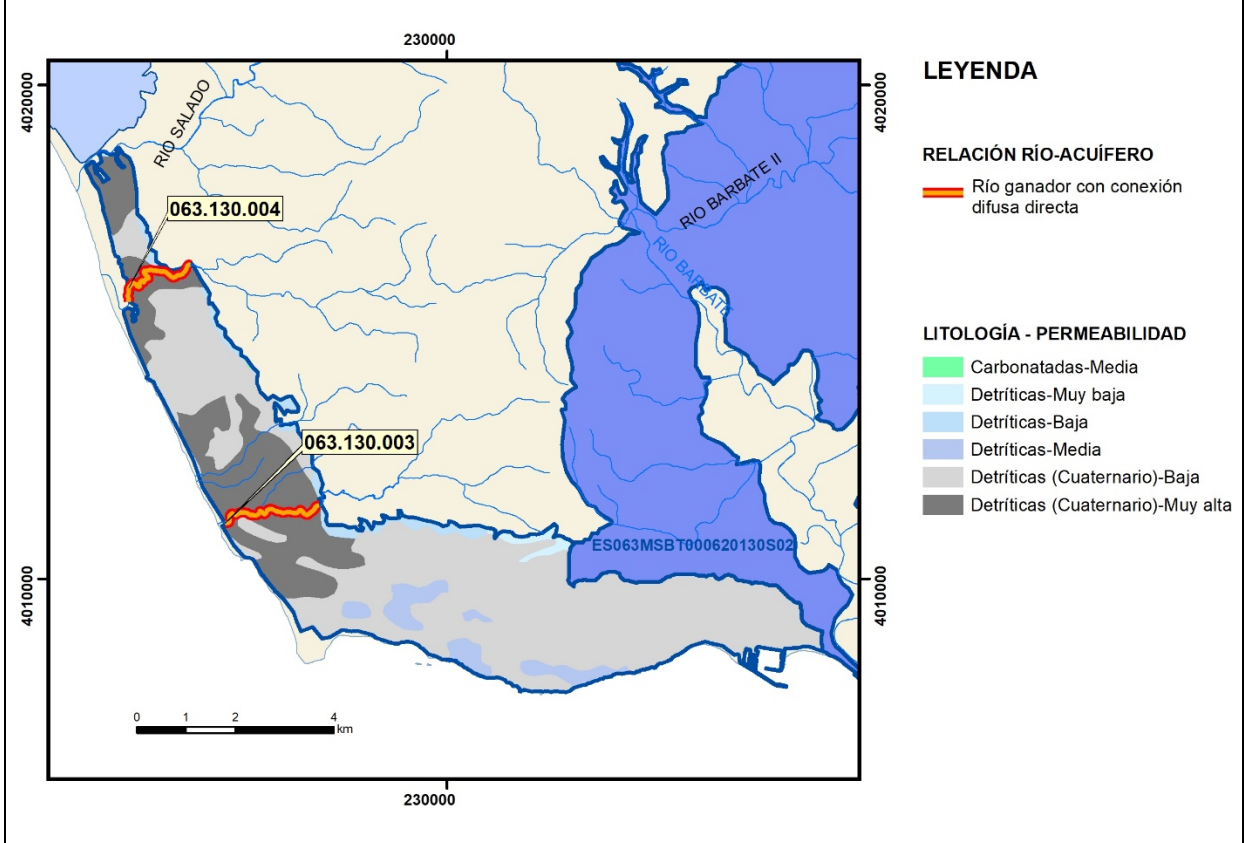 230000
4020000
4020000
RIO SALADO
063.130.004
RIO BARBATE II
RIO BARBATE
063.130.003
ES063MSBT000620130S02
4010000
4010000
0 1 2 4
km
230000
LEYENDA
RELACIÓN RÍO-ACUÍFERO
Río ganador con conexión
difusa directa
LITOLOGÍA - PERMEABILIDAD
Carbonatadas-Media
Detríticas-Muy baja
Detríticas-Baja
Detríticas-Media
Detríticas (Cuaternario)-Baja
Detríticas (Cuaternario)-Muy alta